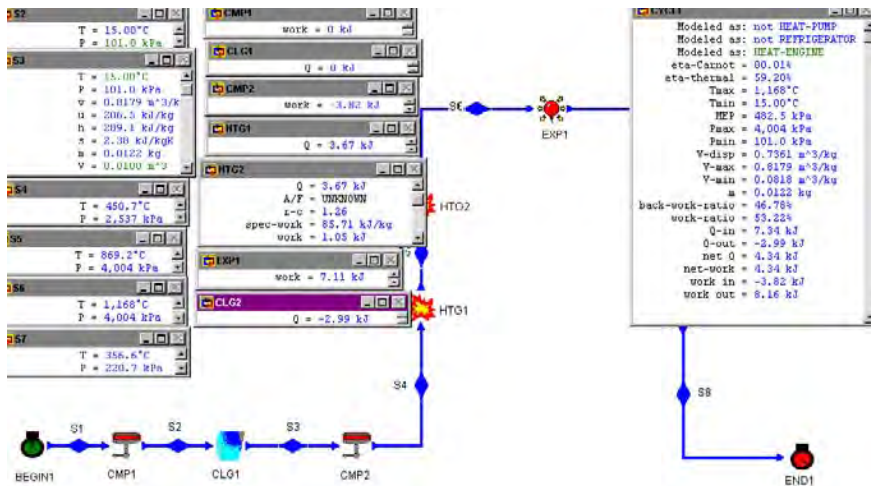 S2
T = 15.00°C
P = 101.0 kPa
S3
T = 15.00°C
P = 101.0 kPa
v = 0.8179 m^3/k
u = 206.5 kJ/kg
h = 289.1 kJ/kg
s = 2.38 kJ/kgK
m = 0.0122 kg
V = 0.0100 m^3
S4
T = 450.7°C
P = 2,537 kPa
S5
T = 869.2°C
P = 4,004 kPa
S6
T = 1,168°C
P = 4,004 kPa
S7
T = 356.6°C
P = 220.7 kPa
CMP1
work = 0 kJ
CLG1
Q = 0 kJ
CMP2
work = -3.82 kJ
HTG1
Q = 3.67 kJ
HTG2
Q = 3.67 kJ
A/F = UNKNOWN
r-c = 1.26
spec-work = 85.71 kJ/kg
work = 1.05 kJ
EXP1
work = 7.11 kJ
CLG2
Q = -2.99 kJ
CYCLE1
Modeled as: not HEAT-PUMP
Modeled as: not REFRIGERATOR
Modeled as: HEAT-ENGINE
eta-Carnot = 80.01%
eta-thermal = 59.20%
Tmax = 1,168°C
Tmin = 15.00°C
MEP = 482.5 kPa
Pmax = 4,004 kPa
Pmin = 101.0 kPa
V-disp = 0.7361 m^3/kg
V-max = 0.8179 m^3/kg
V-min = 0.0818 m^3/kg
m = 0.0122 kg
back-work-ratio = 46.78%
work-ratio = 53.22%
Q-in = 7.34 kJ
Q-out = -2.99 kJ
net Q = 4.34 kJ
net-work = 4.34 kJ
work in = -3.82 kJ
work out = 8.16 kJ
S6
EXP1
HTG2
HTG1
S4
S8
S1
S2
S3
BEGIN1
CMP1
CLG1
CMP2
END1